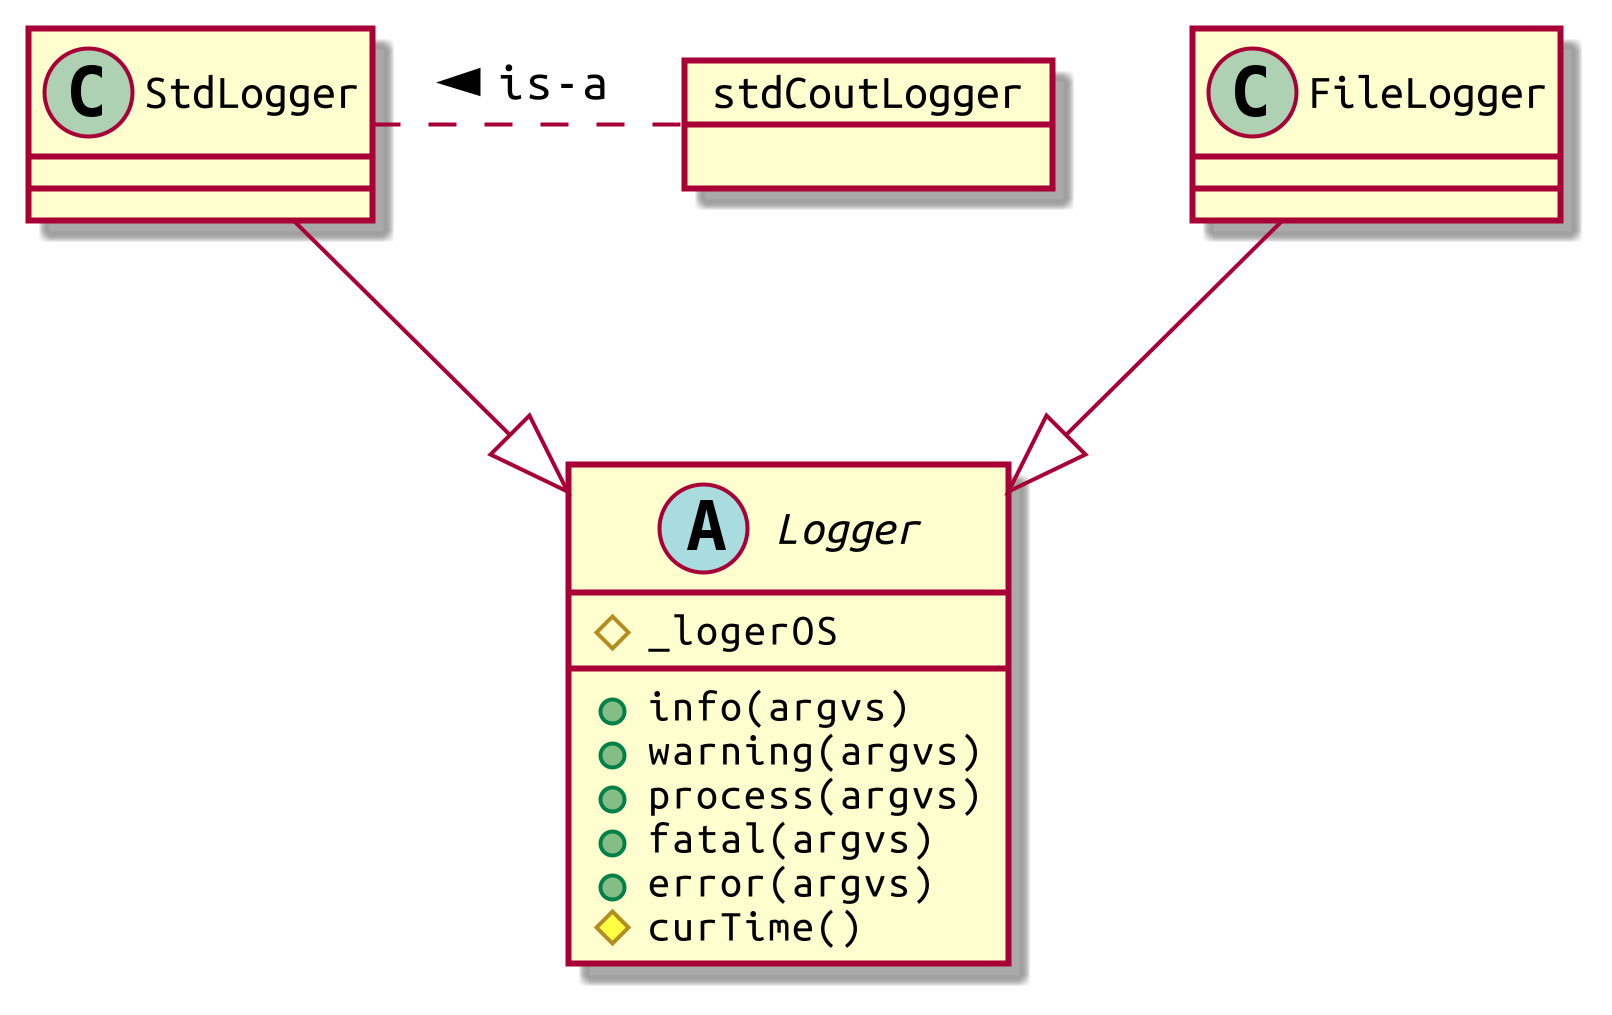 C StdLogger
◀ is-a
stdCoutLogger
C FileLogger
A Logger
_logerOS
info(argvs)
warning(argvs)
process(argvs)
fatal(argvs)
error(argvs)
curTime()